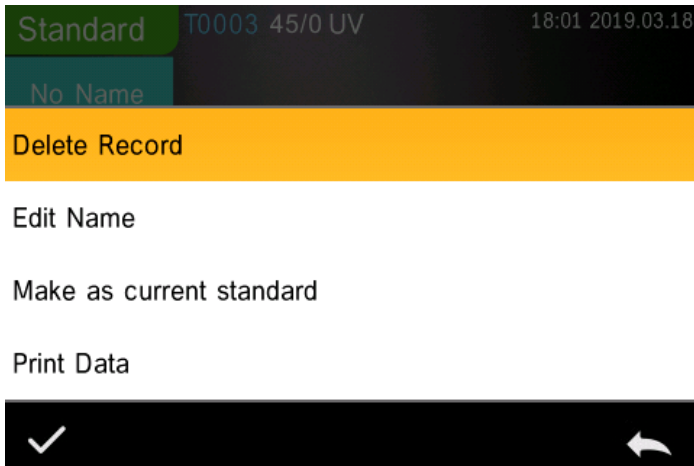 Standard T0003 45/0 UV 18:01 2019.03.18
No Name
Delete Record
Edit Name
Make as current standard
Print Data